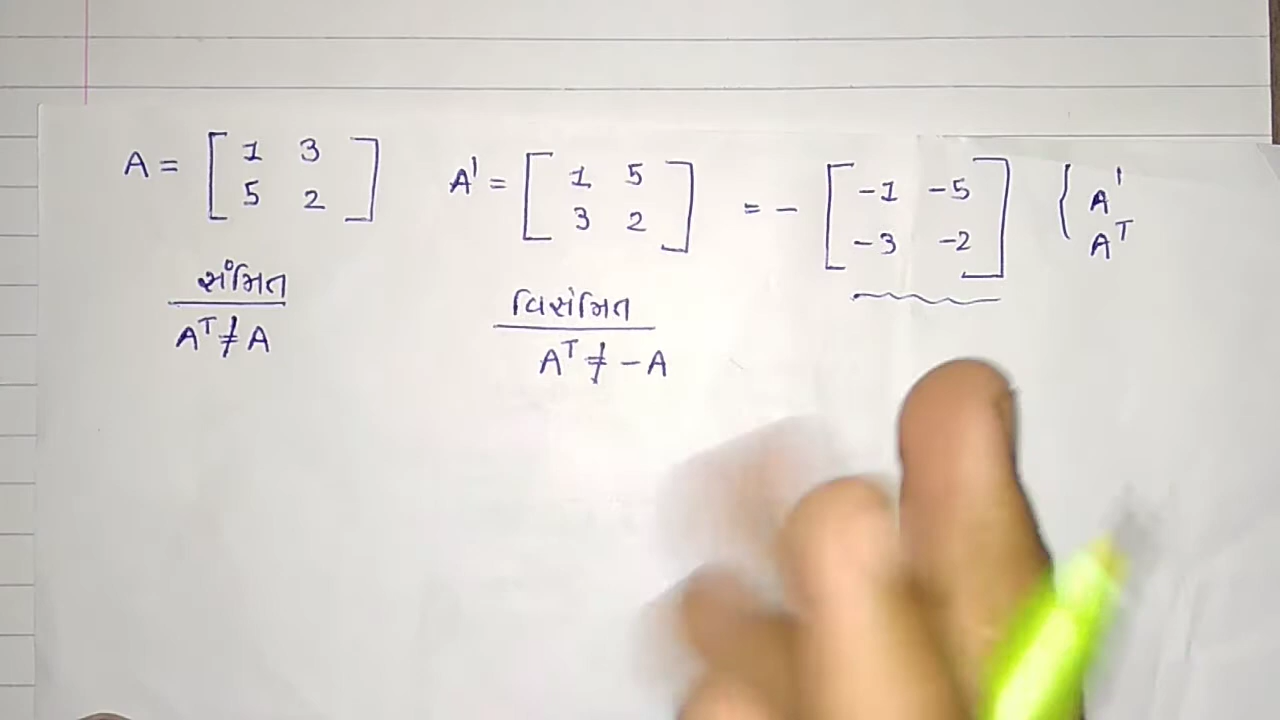 A = [ 1 3
5 2 ]
A' = [ 1 5
3 2 ]
= - [ -1 -5
-3 -2 ]
{ A'
A^T
સંમિત
A^T ≠ A
વિસંમિત
A^T ≠ -A